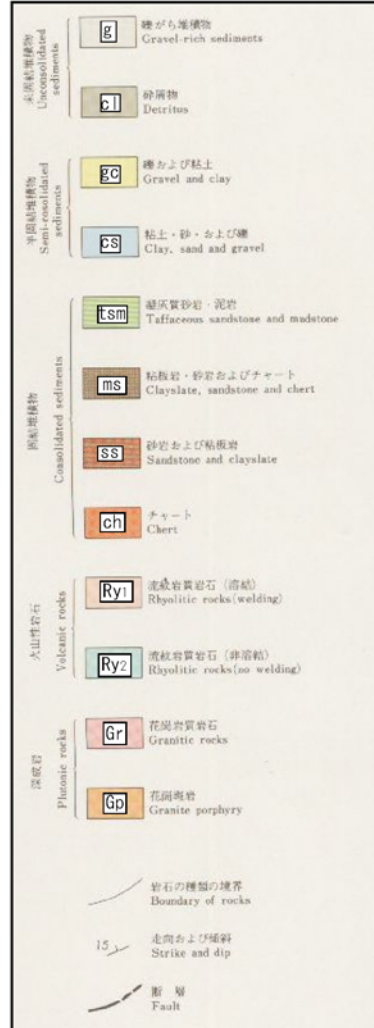 未固結堆積物
Unconsolidated
sediments
g
礫がち堆積物
Gravel-rich sediments
cl
砕屑物
Detritus
半固結堆積物
Semi-rosolidated
sediments
gc
礫および粘土
Gravel and clay
cs
粘土・砂・および礫
Clay, sand and gravel
固結堆積物
Consolidated sediments
tsm
凝灰質砂岩・泥岩
Taffaceous sandstone and mudstone
ms
粘板岩・砂岩およびチャート
Clayslate, sandstone and chert
ss
砂岩および粘板岩
Sandstone and clayslate
ch
チャート
Chert
火山性岩石
Volcanic rocks
Ry1
流紋岩質岩石（溶結）
Rhyolitic rocks(welding)
Ry2
流紋岩質岩石（非溶結）
Rhyolitic rocks(no welding)
深成岩
Plutonic rocks
Gr
花崗岩質岩石
Granitic rocks
Gp
花崗斑岩
Granite porphyry
岩石の種類の境界
Boundary of rocks
15
走向および傾斜
Strike and dip
断層
Fault